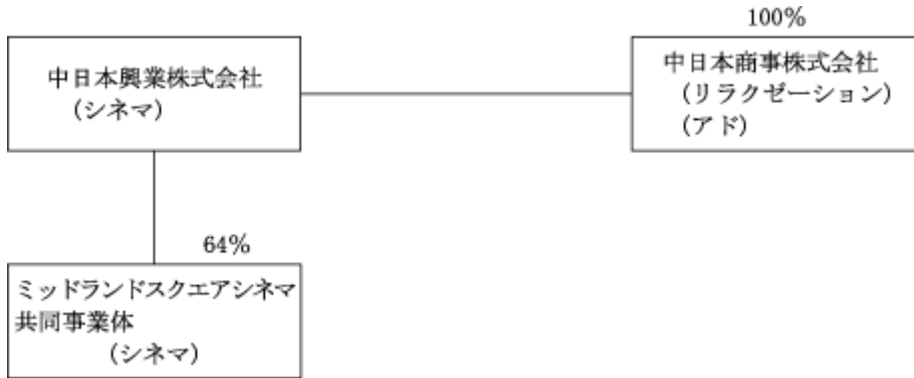 100%
中日本興業株式会社
(シネマ)
中日本商事株式会社
(リラクゼーション)
(アド)
64%
ミッドランドスクエアシネマ
共同事業体
(シネマ)